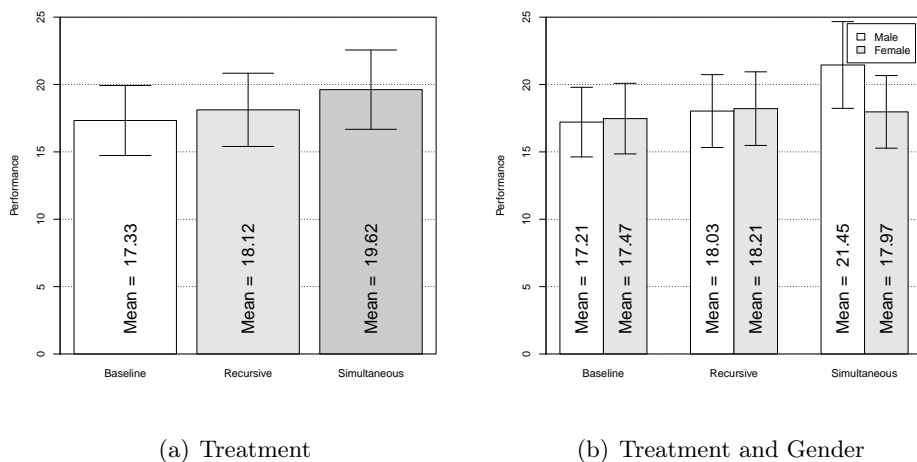 25
20
15
10
5
0
Performance
Mean = 17.33
Mean = 18.12
Mean = 19.62
Baseline
Recursive
Simultaneous
(a) Treatment
25
20
15
10
5
0
Performance
Male
Female
Mean = 17.21
Mean = 17.47
Mean = 18.03
Mean = 18.21
Mean = 21.45
Mean = 17.97
Baseline
Recursive
Simultaneous
(b) Treatment and Gender